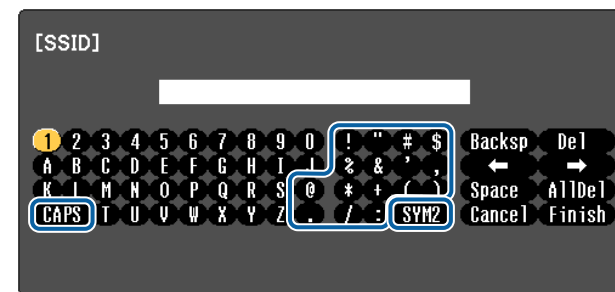 [SSID]
1 2 3 4 5 6 7 8 9 0 ! " # $ Backsp Del
A B C D E F G H I J % & ' , ← →
K L M N O P Q R S @ * + ( ) Space AllDel
CAPS T U V W X Y Z . / : SYM2 Cancel Finish